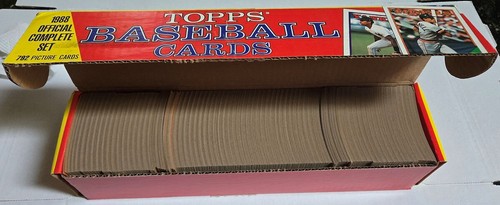 1988
OFFICIAL
COMPLETE
SET
792 PICTURE CARDS
TOPPS®
BASEBALL
CARDS